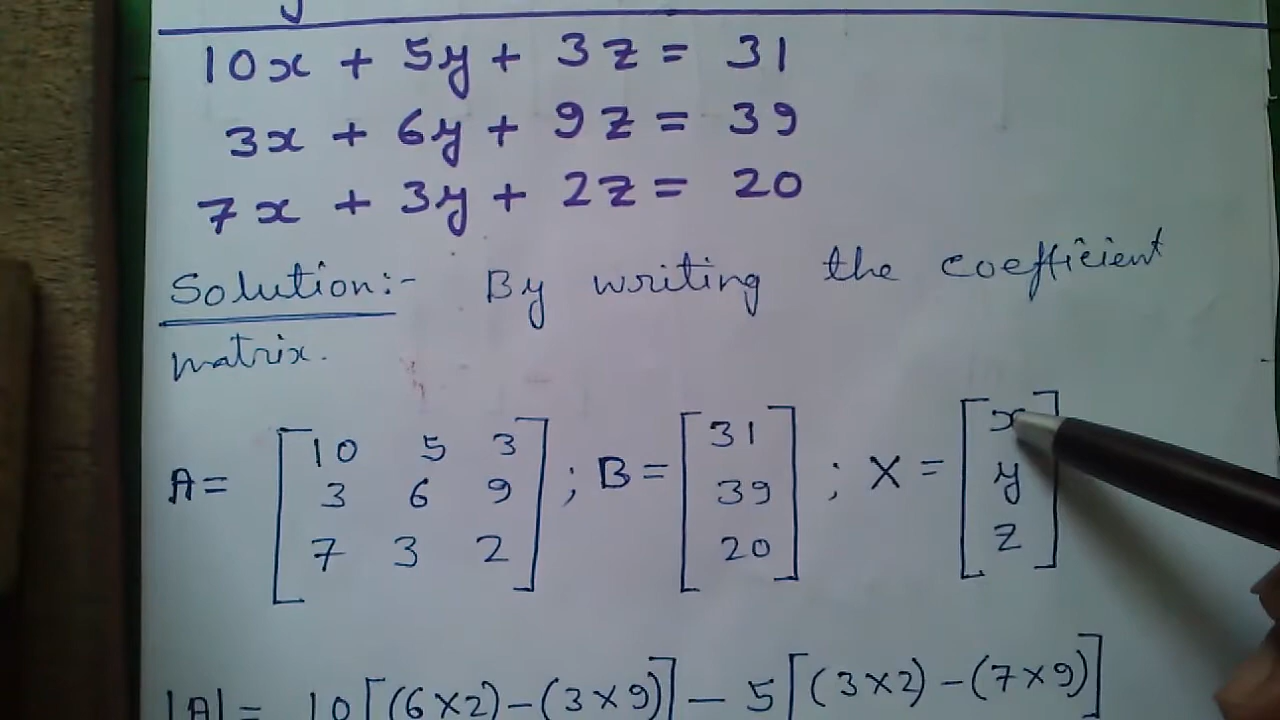 10x + 5y + 3z = 31
3x + 6y + 9z = 39
7x + 3y + 2z = 20
Solution:- By writing the coefficient
matrix.
A = [10 5 3; B = [31; X = [x
3 6 9 39 y
7 3 2] 20] z]
|A| = 10[(6×2)-(3×9)] - 5[(3×2)-(7×9)]